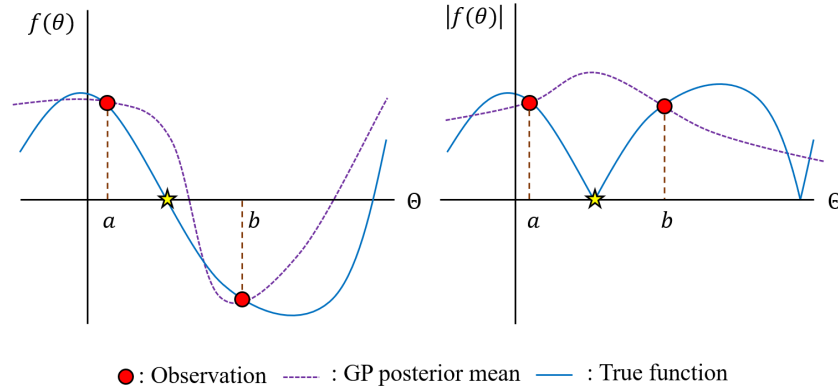 f(θ)
|f(θ)|
a
b
Θ
a
b
Θ
: Observation
: GP posterior mean
: True function